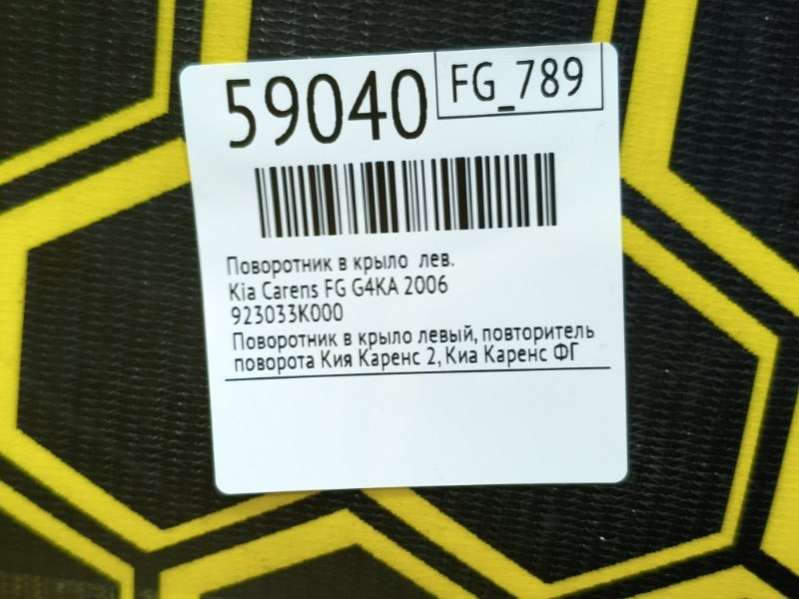 59040
FG_789
Поворотник в крыло лев.
Kia Carens FG G4KA 2006
923033K000
Поворотник в крыло левый, повторитель
поворота Кия Каренс 2, Киа Каренс ФГ